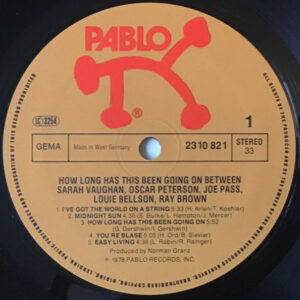 PABLO
®
LC 3254
GEMA
Made in West Germany
2310 821
1
STEREO
33
HOW LONG HAS THIS BEEN GOING ON BETWEEN
SARAH VAUGHAN, OSCAR PETERSON, JOE PASS,
LOUIE BELLSON, RAY BROWN
1. I'VE GOT THE WORLD ON A STRING 5:33 (H. Arlen/T. Koehler)
2. MIDNIGHT SUN 4:36 (S. Burke/L. Hampton/J. Mercer)
3. HOW LONG HAS THIS BEEN GOING ON 5:52
(G. Gershwin/I. Gershwin)
4. YOU'RE BLASE 5:05 (H. Ord/B. Sievier)
5. EASY LIVING 4:36 (L. Robin/R. Rainger)
Produced by Norman Granz
℗ 1978 PABLO RECORDS, INC.